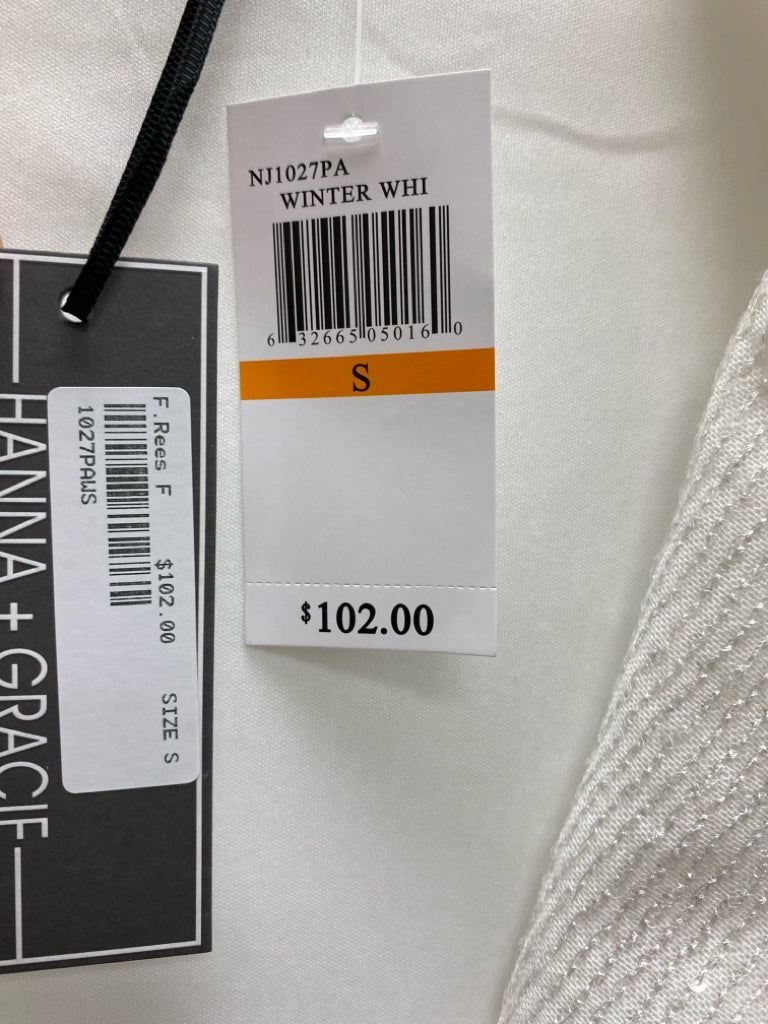 NJ1027PA
WINTER WHI
6 32665 05016 0
S
$102.00
F.Rees F $102.00 SIZE S
1027PAWS
HANNA + GRACIE